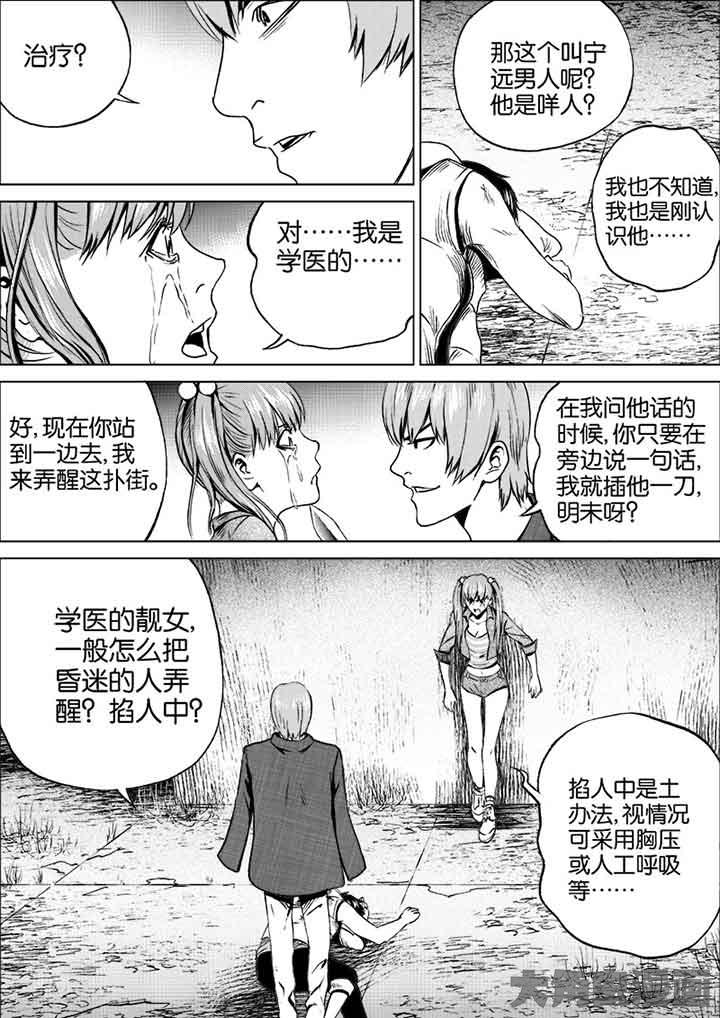 治疗?
那这个叫宁
远男人呢?
他是咩人?
我也不知道,
我也是刚认
识他……
对……我是
学医的……
好,现在你站
到一边去,我
来弄醒这扑街。
在我问他话的
时候,你只要在
旁边说一句话,
我就插他一刀,
明未呀?
学医的靓女,
一般怎么把
昏迷的人弄
醒?掐人中?
掐人中是土
办法,视情况
可采用胸压
或人工呼吸
等……